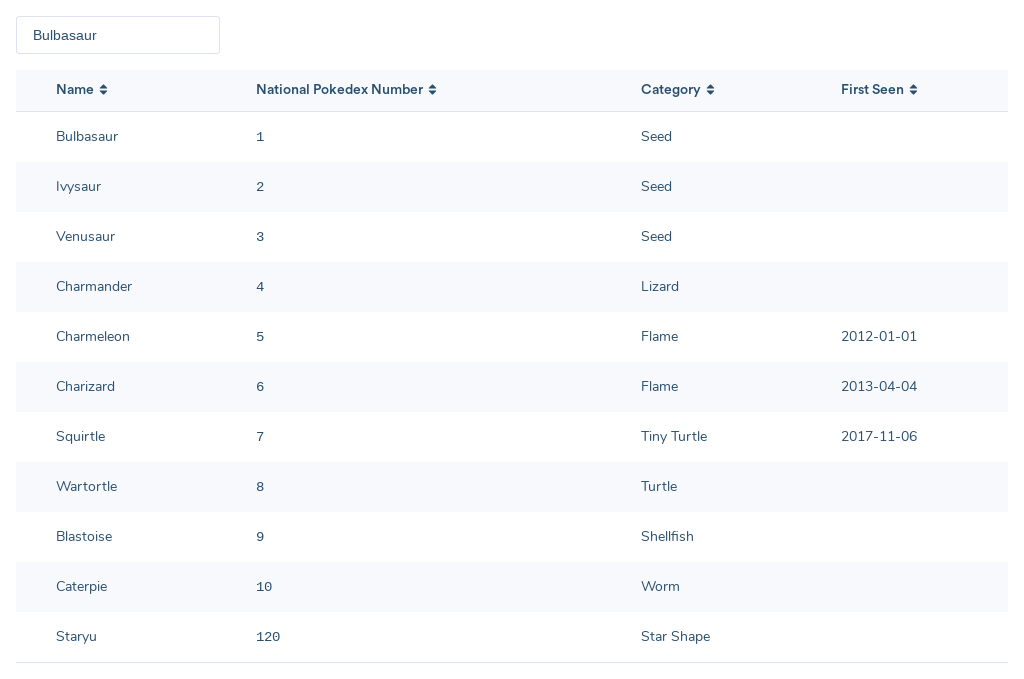 Bulbasaur
Name National Pokedex Number Category First Seen
Bulbasaur 1 Seed
Ivysaur 2 Seed
Venusaur 3 Seed
Charmander 4 Lizard
Charmeleon 5 Flame 2012-01-01
Charizard 6 Flame 2013-04-04
Squirtle 7 Tiny Turtle 2017-11-06
Wartortle 8 Turtle
Blastoise 9 Shellfish
Caterpie 10 Worm
Staryu 120 Star Shape